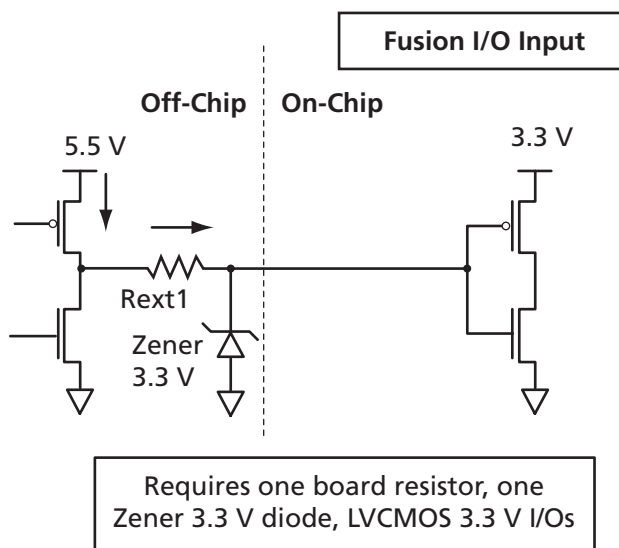 Fusion I/O Input
Off-Chip
On-Chip
5.5 V
3.3 V
Rext1
Zener
3.3 V
Requires one board resistor, one
Zener 3.3 V diode, LVCMOS 3.3 V I/Os